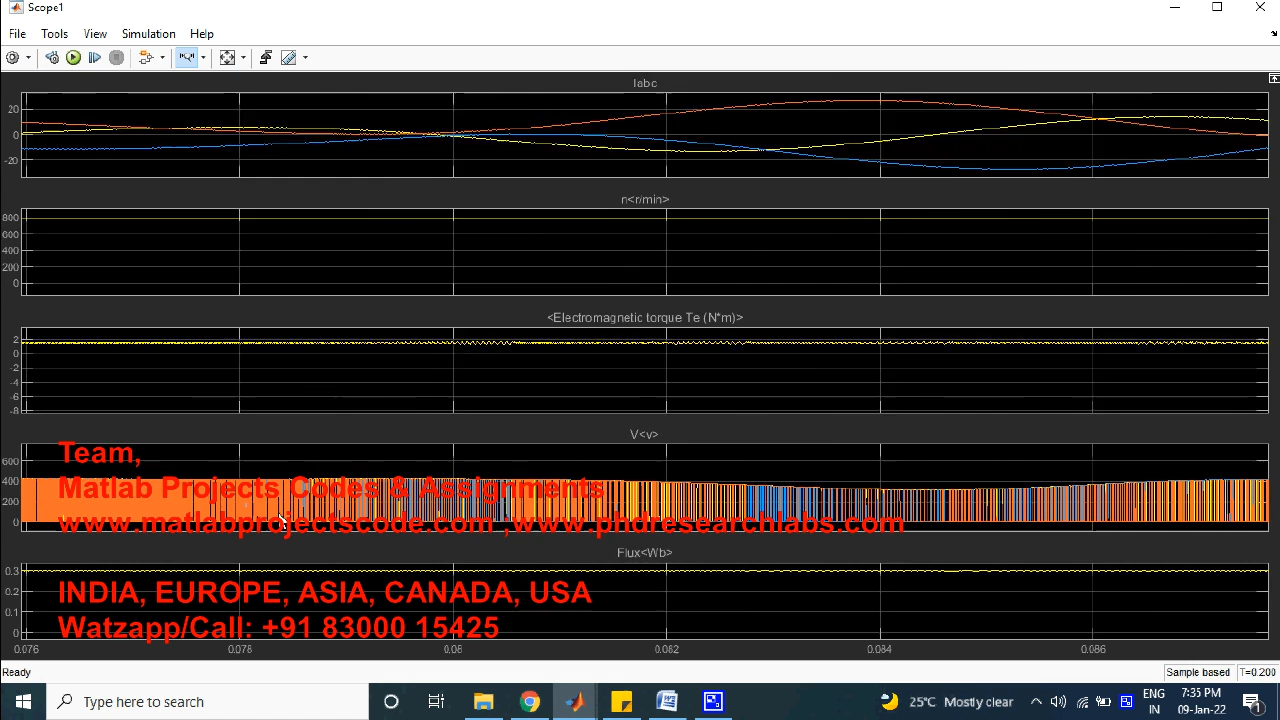 Scope1
File Tools View Simulation Help
Iabc
20
0
-20
n<r/min>
800
600
400
200
0
<Electromagnetic torque Te (N*m)>
2
0
-2
-4
-6
-8
V<v>
600
400
200
0
Team,
Matlab Projects Codes & Assignments
www.matlabprojectscode.com ,www.phdresearchlabs.com
Flux<Wb>
0.3
0.2
0.1
0
INDIA, EUROPE, ASIA, CANADA, USA
Watzapp/Call: +91 83000 15425
0.076 0.078 0.08 0.082 0.084 0.086
Ready Sample based T=0.200
Type here to search 25°C Mostly clear ENG IN 7:35 PM 09-Jan-22 1